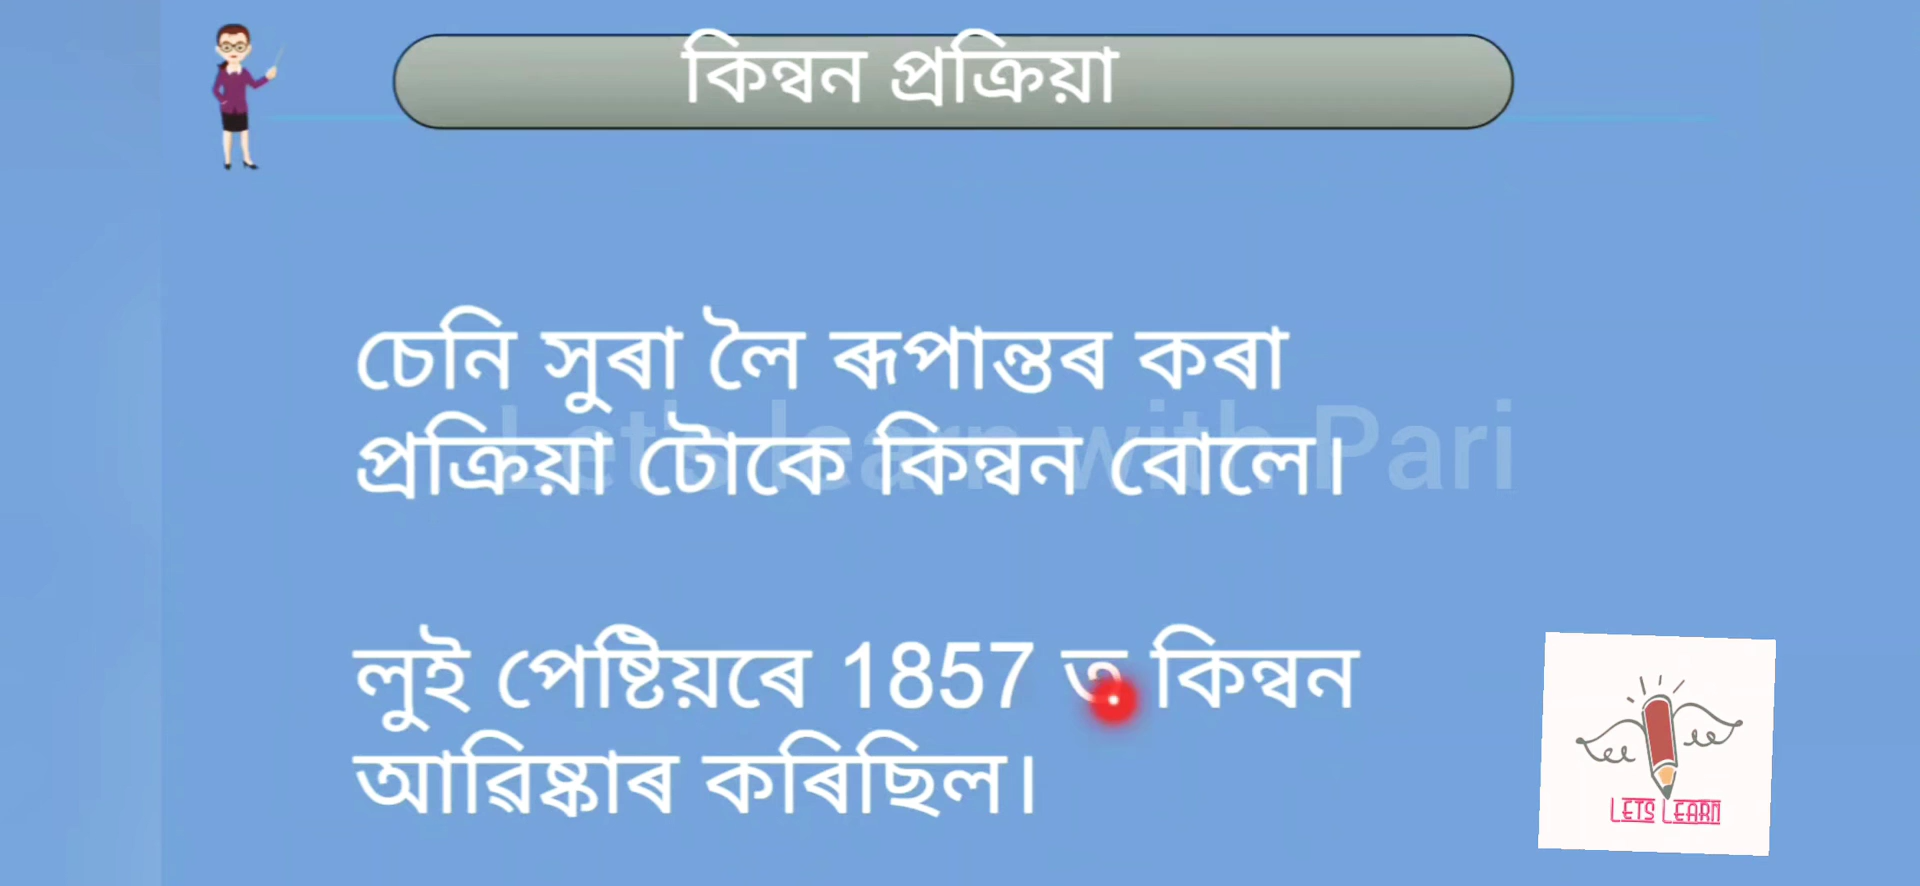 কিন্বন প্ৰক্ৰিয়া
চেনি সুৰা লৈ ৰূপান্তৰ কৰা
প্ৰক্ৰিয়া টোকে কিন্বন বোলে।
Let's learn with Pari
লুই পেষ্টিয়ৰে 1857 ত কিন্বন
আৱিষ্কাৰ কৰিছিল।
LETS LEARN